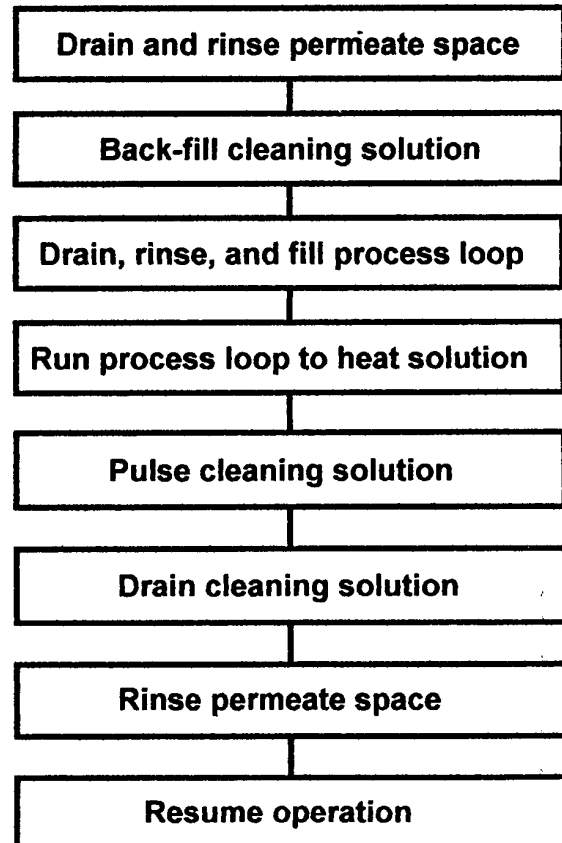 Drain and rinse permeate space
Back-fill cleaning solution
Drain, rinse, and fill process loop
Run process loop to heat solution
Pulse cleaning solution
Drain cleaning solution
Rinse permeate space
Resume operation